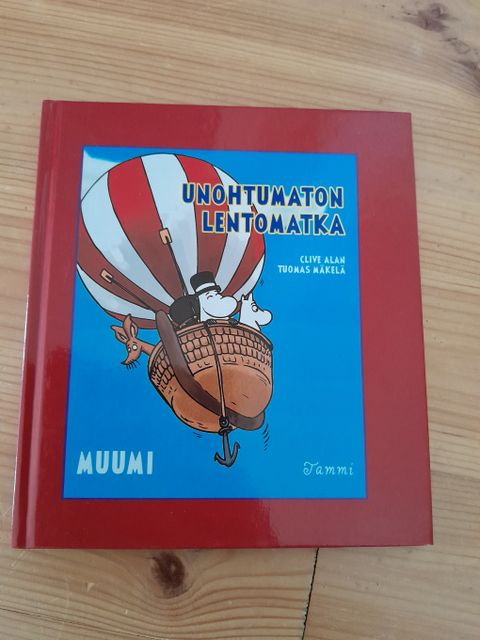 UNOHTUMATON
LENTOMATKA
CLIVE ALAN
TUOMAS MÄKELÄ
MUUMI
Tammi